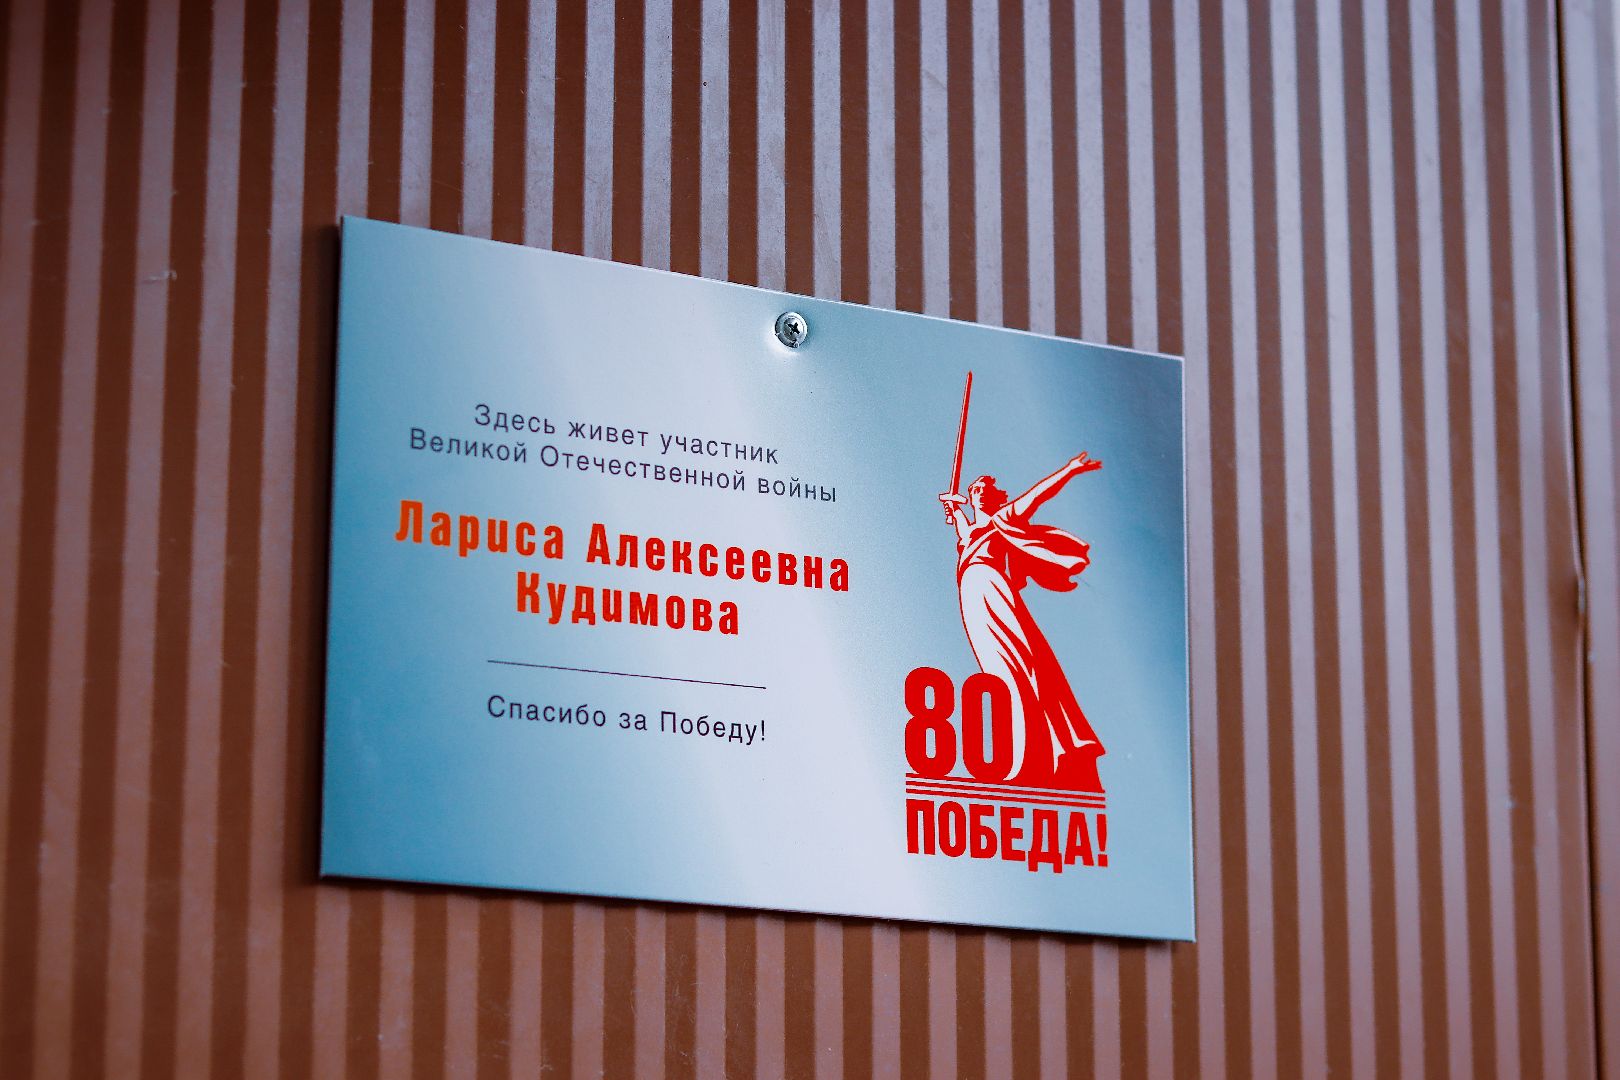 Здесь живет участник
Великой Отечественной войны
Лариса Алексеевна
Кудимова
Спасибо за Победу!
80
ПОБЕДА!